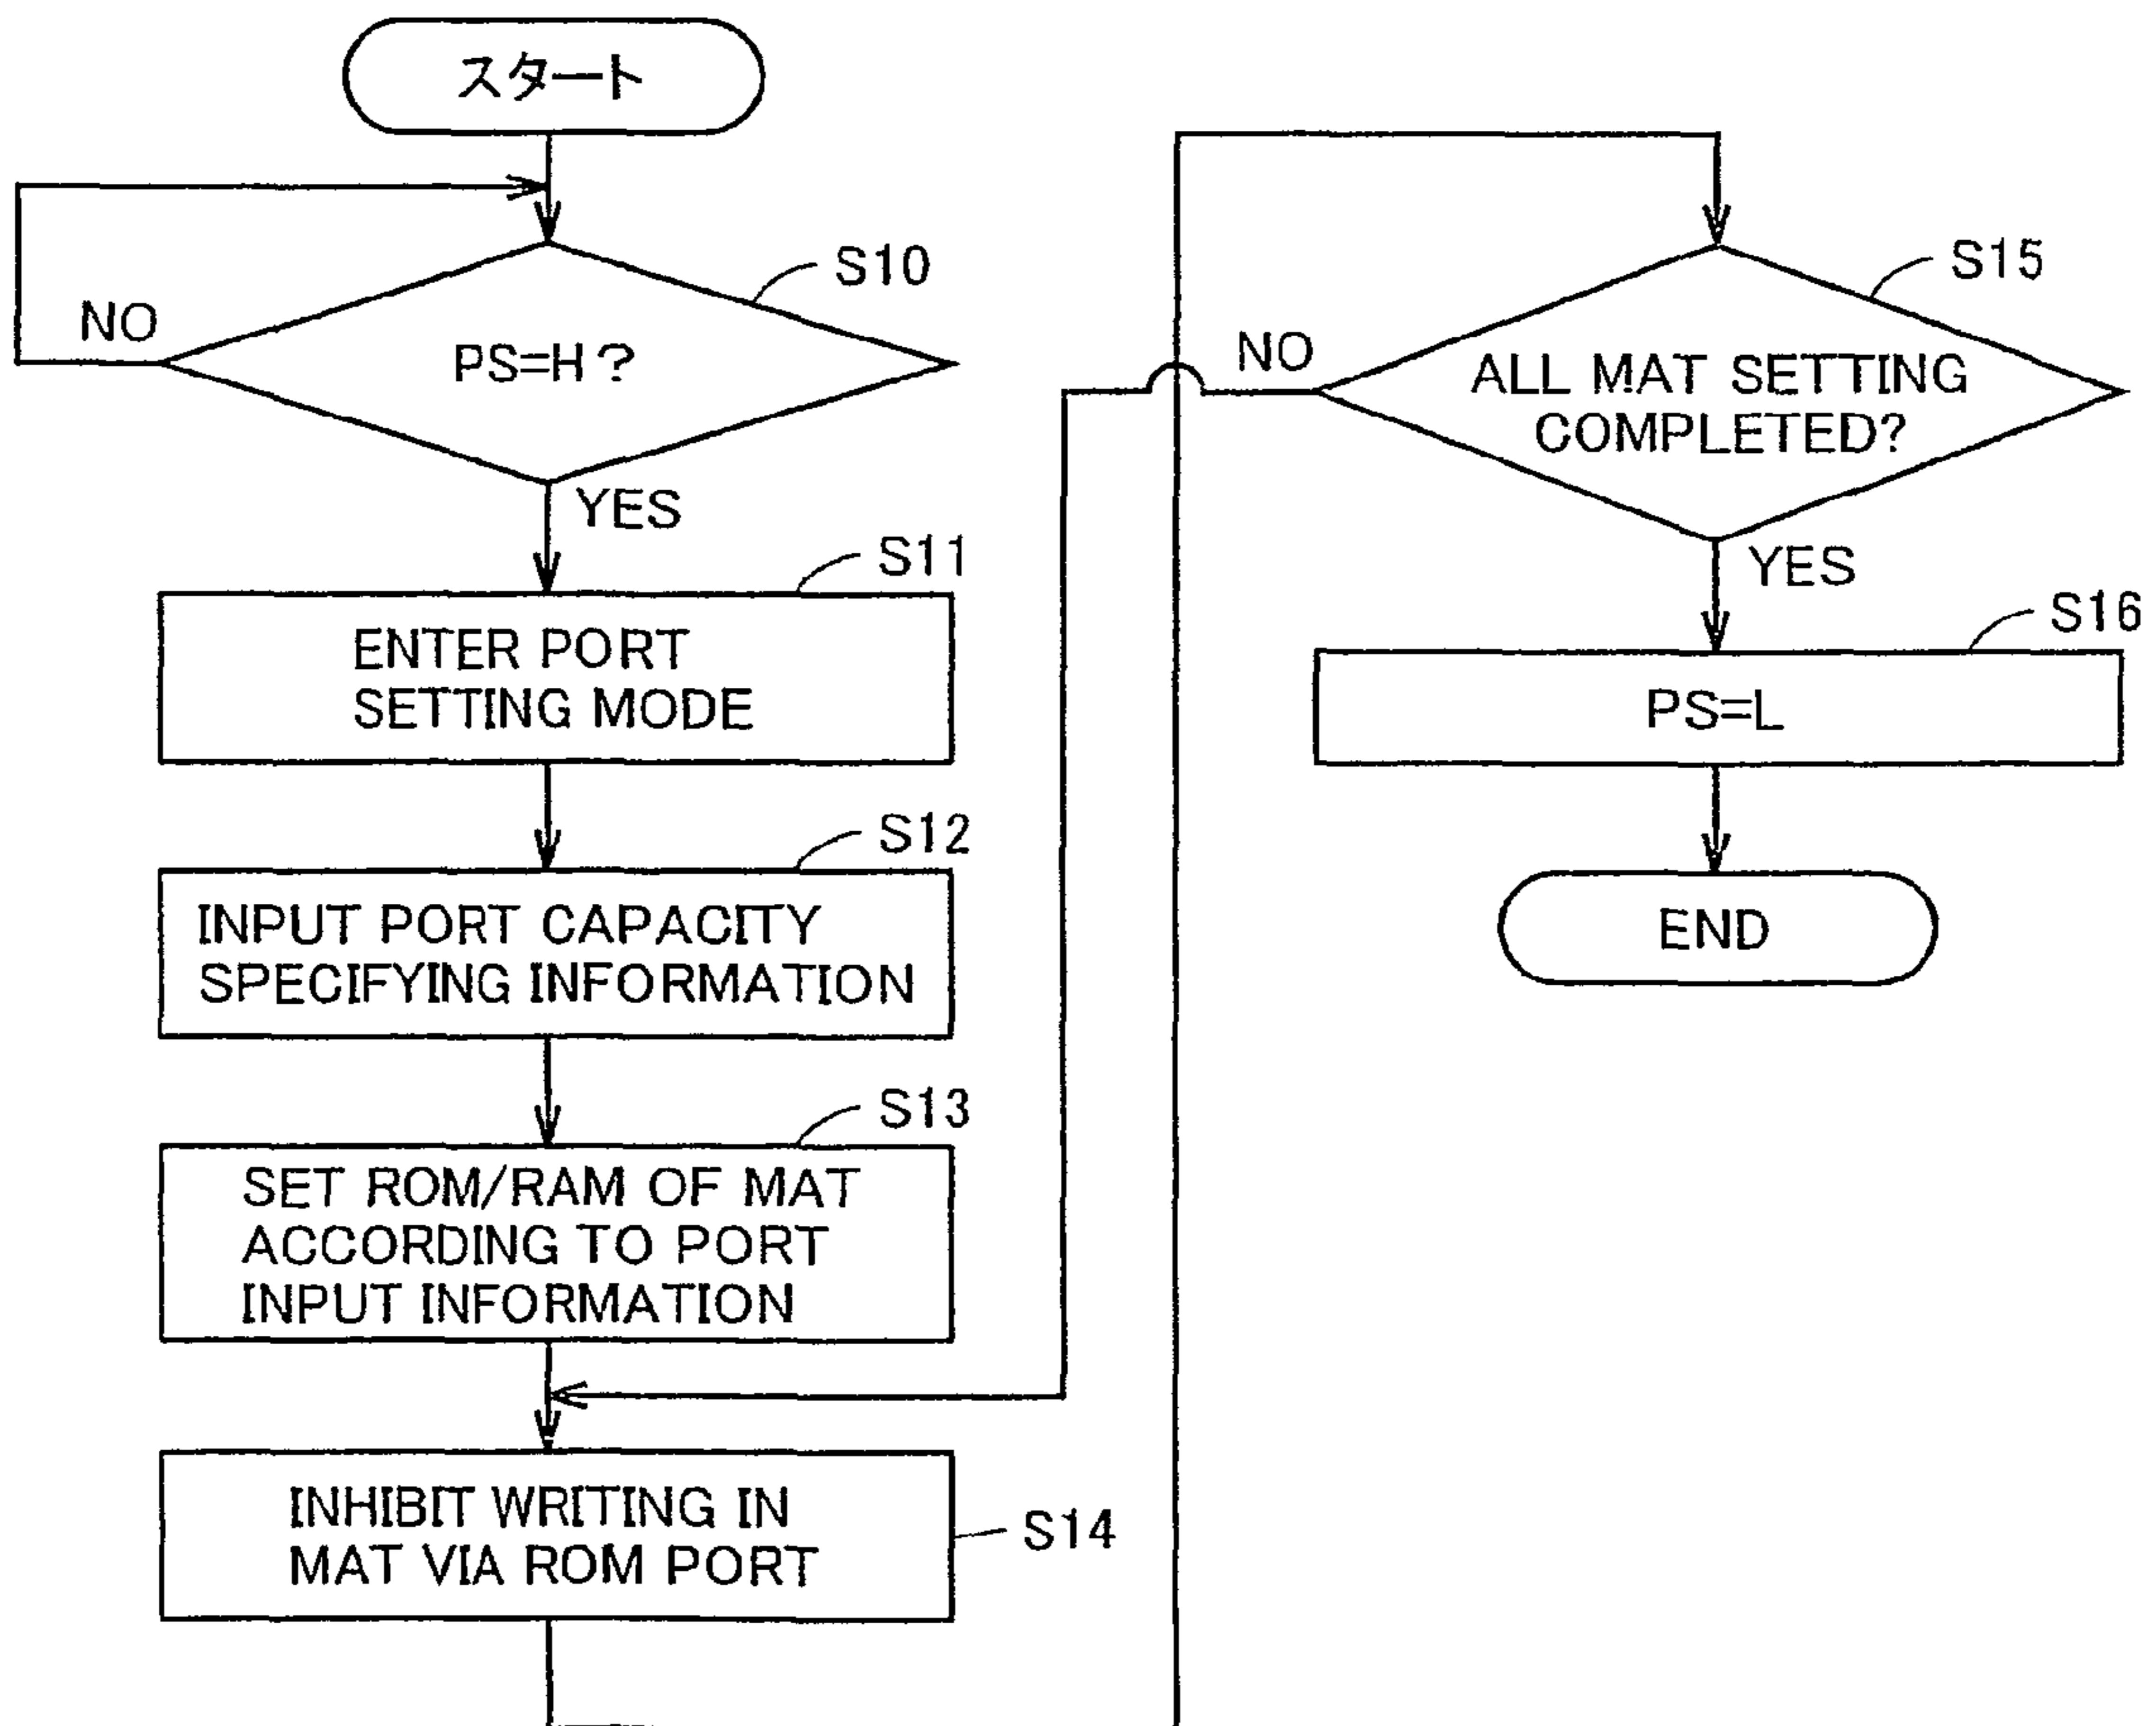 スタート
S10
NO
PS=H?
YES
S11
ENTER PORT
SETTING MODE
S12
INPUT PORT CAPACITY
SPECIFYING INFORMATION
S13
SET ROM/RAM OF MAT
ACCORDING TO PORT
INPUT INFORMATION
INHIBIT WRITING IN
MAT VIA ROM PORT
S14
S15
NO
ALL MAT SETTING
COMPLETED?
YES
S16
PS=L
END